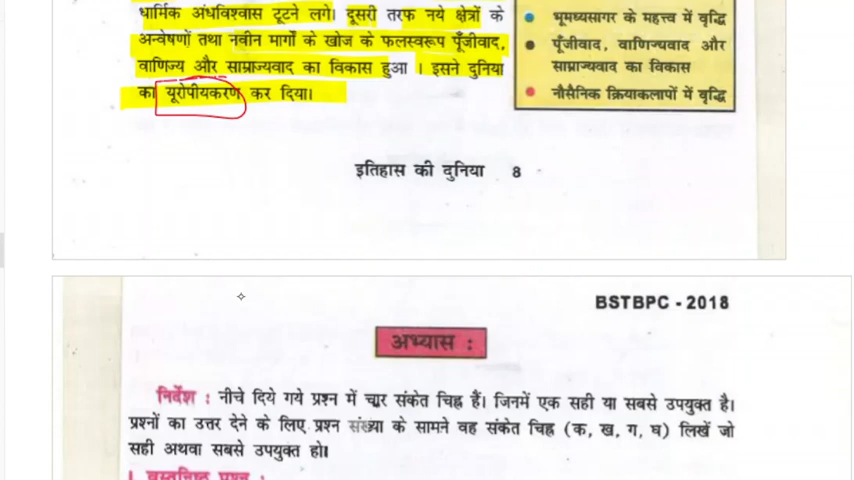 धार्मिक अंधविश्वास टूटने लगे। दूसरी तरफ नये क्षेत्रों के
अन्वेषणों तथा नवीन मार्गों के खोज के फलस्वरूप पूँजीवाद,
वाणिज्य और साम्राज्यवाद का विकास हुआ । इसने दुनिया
का यूरोपीयकरण कर दिया।
भूमध्यसागर के महत्त्व में वृद्धि
पूँजीवाद, वाणिज्यवाद और
साम्राज्यवाद का विकास
नौसैनिक क्रियाकलापों में वृद्धि
इतिहास की दुनिया 8
BSTBPC - 2018
अभ्यास :
निर्देश : नीचे दिये गये प्रश्न में चार संकेत चिह्न हैं। जिनमें एक सही या सबसे उपयुक्त है।
प्रश्नों का उत्तर देने के लिए प्रश्न संख्या के सामने वह संकेत चिह्न (क, ख, ग, घ) लिखें जो
सही अथवा सबसे उपयुक्त हो।
I. वस्तुनिष्ठ प्रश्न :